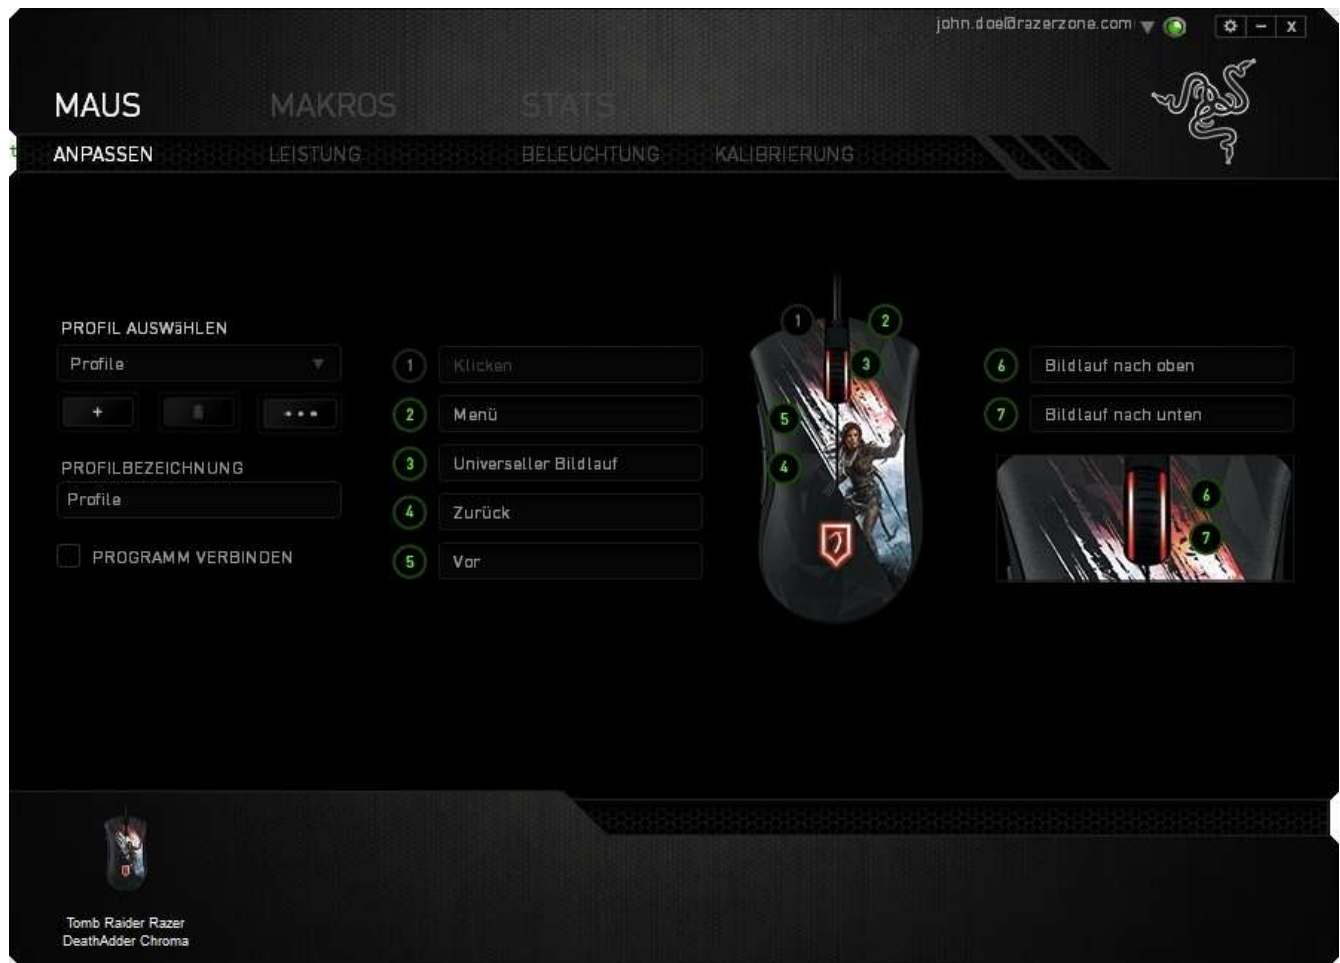 john.doe@razerzone.com
MAUS MAKROS STATS
ANPASSEN LEISTUNG BELEUCHTUNG KALIBRIERUNG
PROFIL AUSWäHLEN
Profile
+
PROFILBEZEICHNUNG
Profile
PROGRAMM VERBINDEN
1 Klicken
2 Menü
3 Universeller Bildlauf
4 Zurück
5 Vor
1
2
3
5
4
6 Bildlauf nach oben
7 Bildlauf nach unten
6
7
Tomb Raider Razer
DeathAdder Chroma